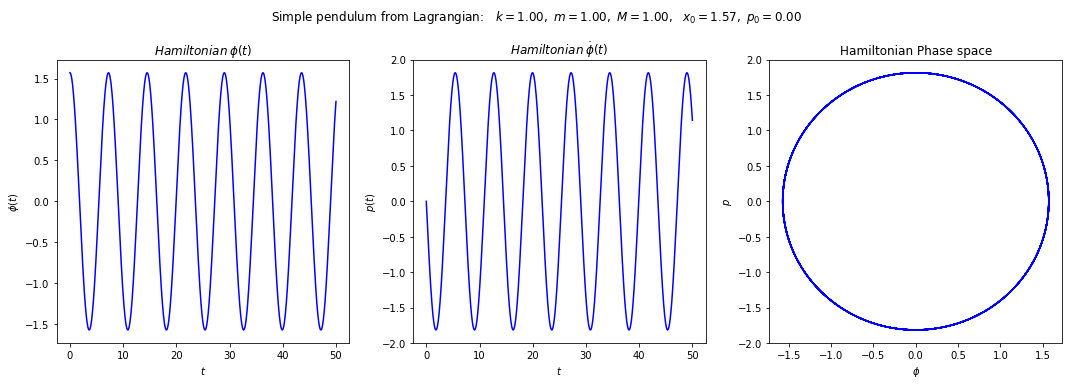 Simple pendulum from Lagrangian: k = 1.00, m = 1.00, M = 1.00, x₀ = 1.57, p₀ = 0.00
Hamiltonian ϕ(t)
1.5
1.0
0.5
0.0
−0.5
−1.0
−1.5
ϕ(t)
0 10 20 30 40 50
t
Hamiltonian ϕ̇(t)
2.0
1.5
1.0
0.5
0.0
−0.5
−1.0
−1.5
−2.0
p(t)
0 10 20 30 40 50
t
Hamiltonian Phase space
2.0
1.5
1.0
0.5
0.0
−0.5
−1.0
−1.5
−2.0
p
−1.5 −1.0 −0.5 0.0 0.5 1.0 1.5
ϕ